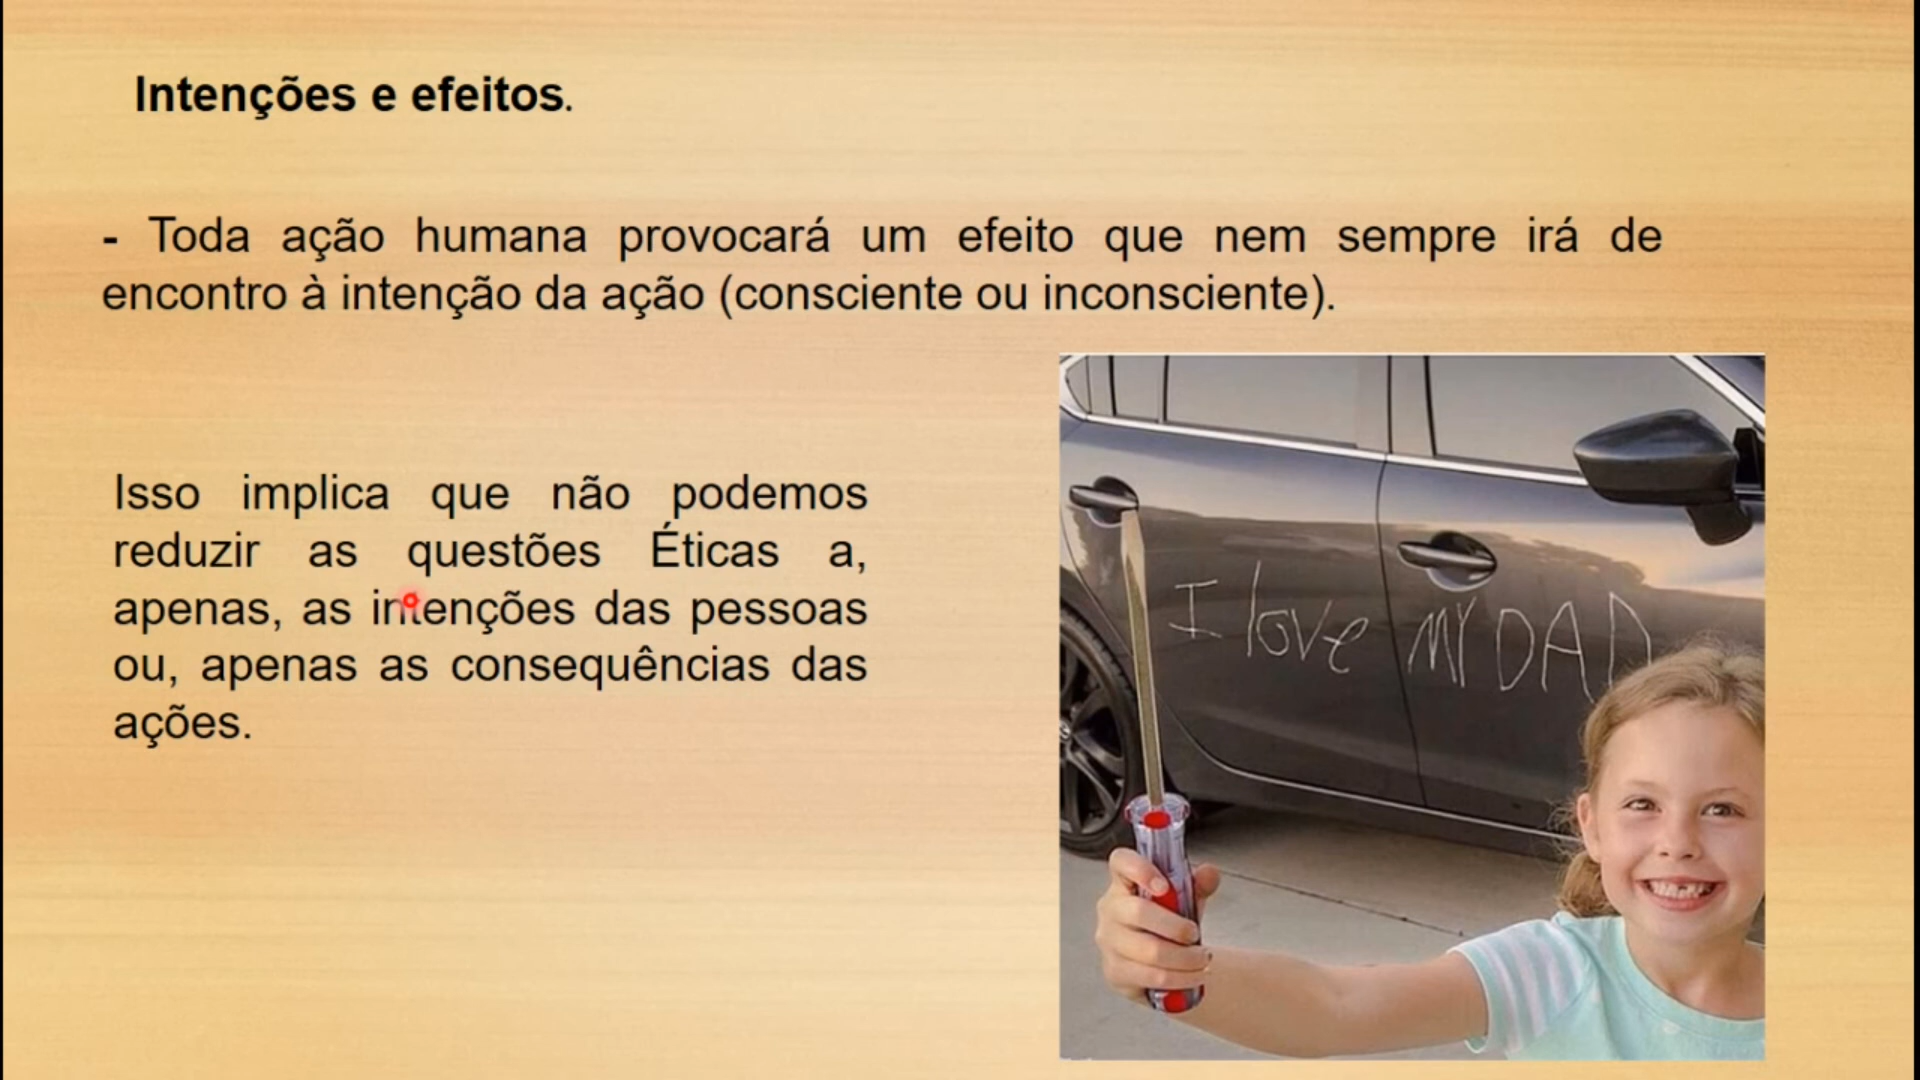 Intenções e efeitos.
- Toda ação humana provocará um efeito que nem sempre irá de
encontro à intenção da ação (consciente ou inconsciente).
Isso implica que não podemos
reduzir as questões Éticas a,
apenas, as intenções das pessoas
ou, apenas as consequências das
ações.
I love MY DAD